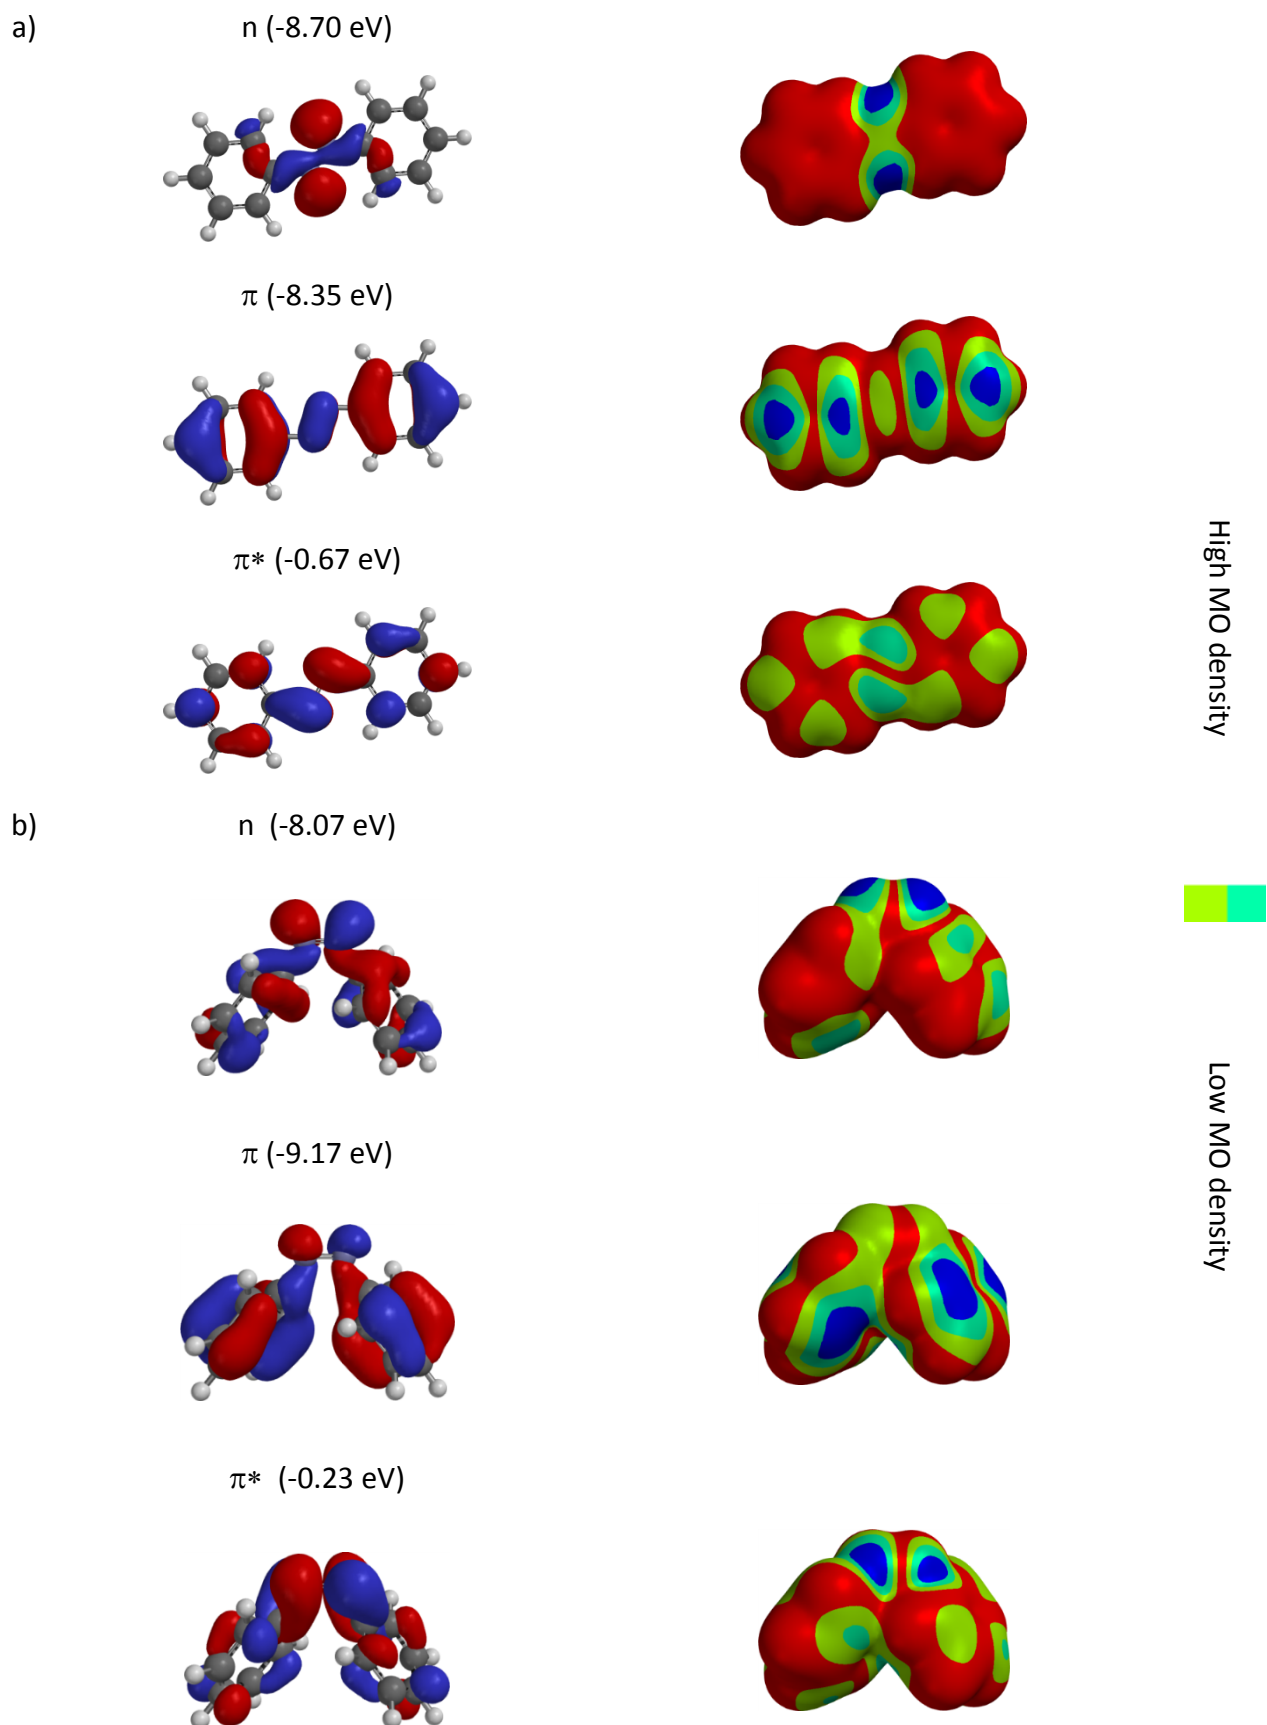 a)
n (-8.70 eV)
π (-8.35 eV)
π* (-0.67 eV)
b)
n (-8.07 eV)
π (-9.17 eV)
π* (-0.23 eV)
High MO density
Low MO density